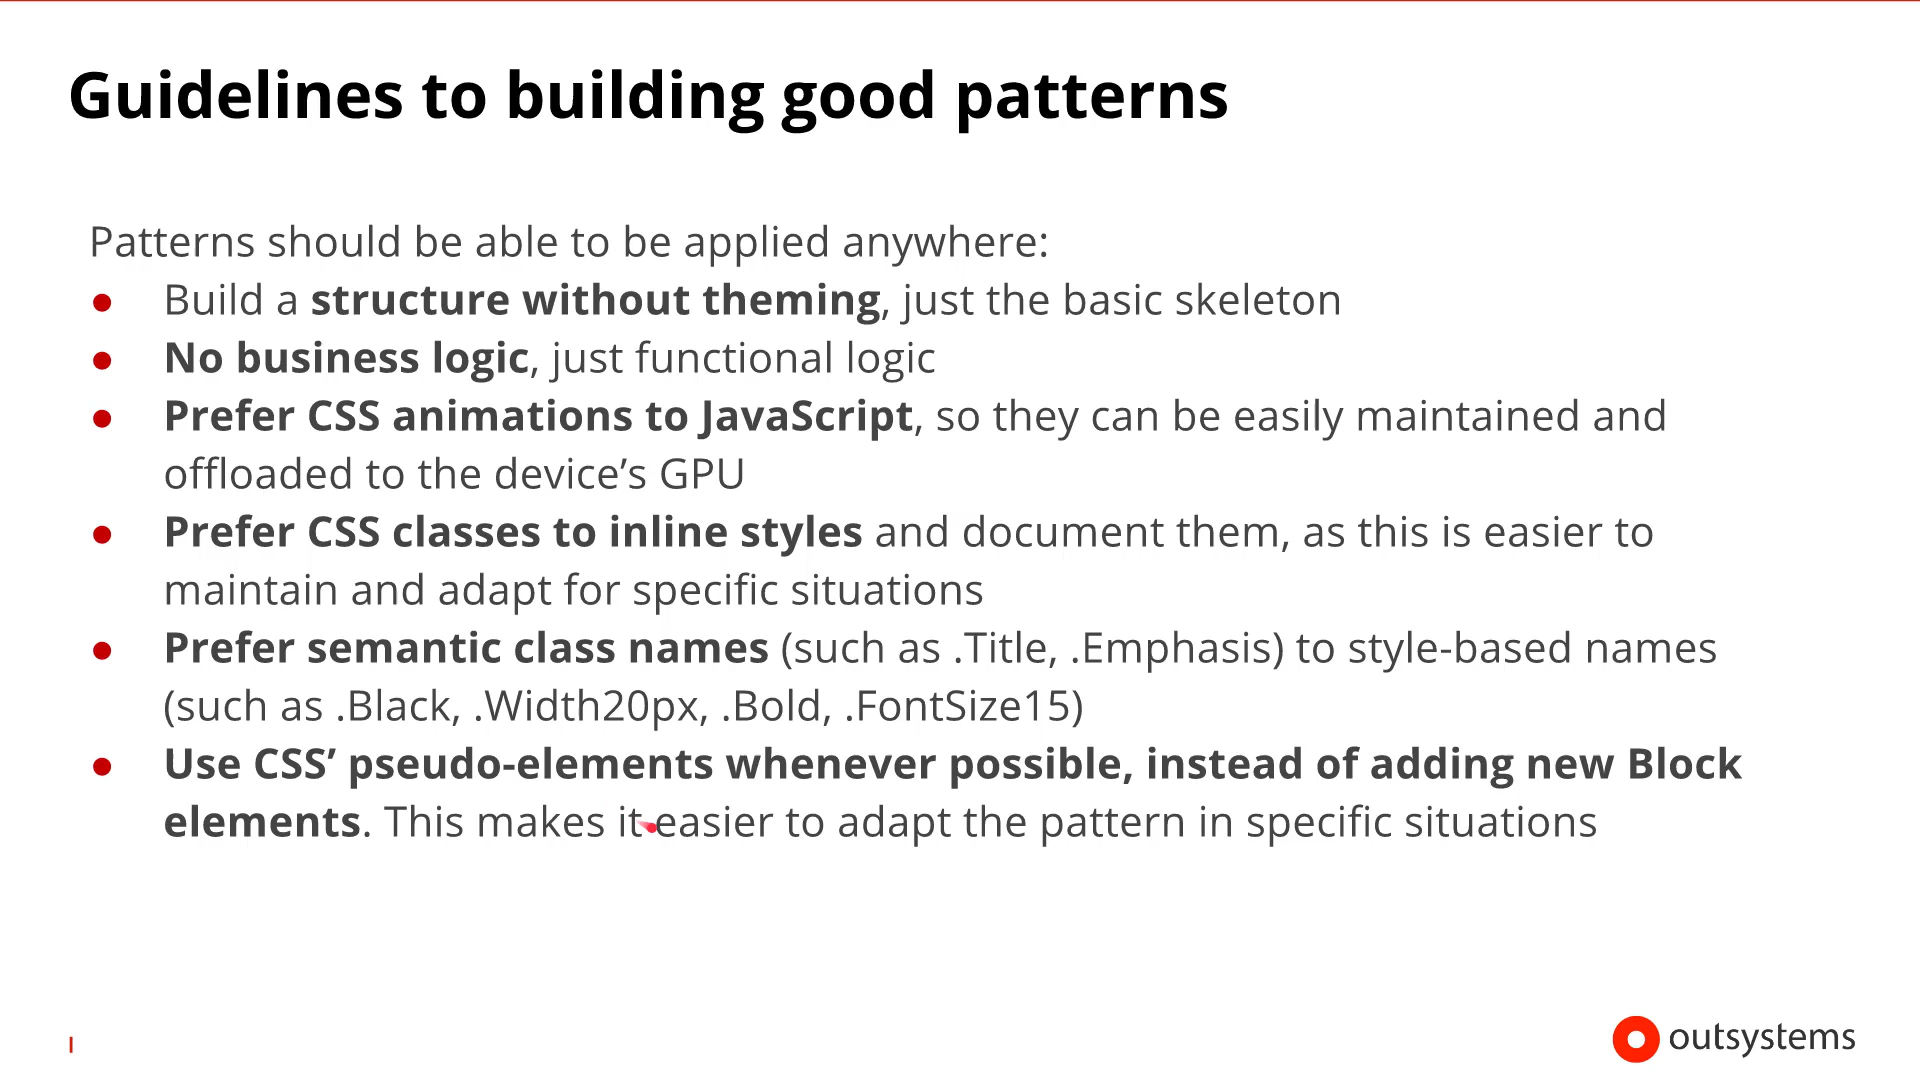 Guidelines to building good patterns
Patterns should be able to be applied anywhere:
● Build a structure without theming, just the basic skeleton
● No business logic, just functional logic
● Prefer CSS animations to JavaScript, so they can be easily maintained and
offloaded to the device’s GPU
● Prefer CSS classes to inline styles and document them, as this is easier to
maintain and adapt for specific situations
● Prefer semantic class names (such as .Title, .Emphasis) to style-based names
(such as .Black, .Width20px, .Bold, .FontSize15)
● Use CSS’ pseudo-elements whenever possible, instead of adding new Block
elements. This makes it easier to adapt the pattern in specific situations
I
outsystems